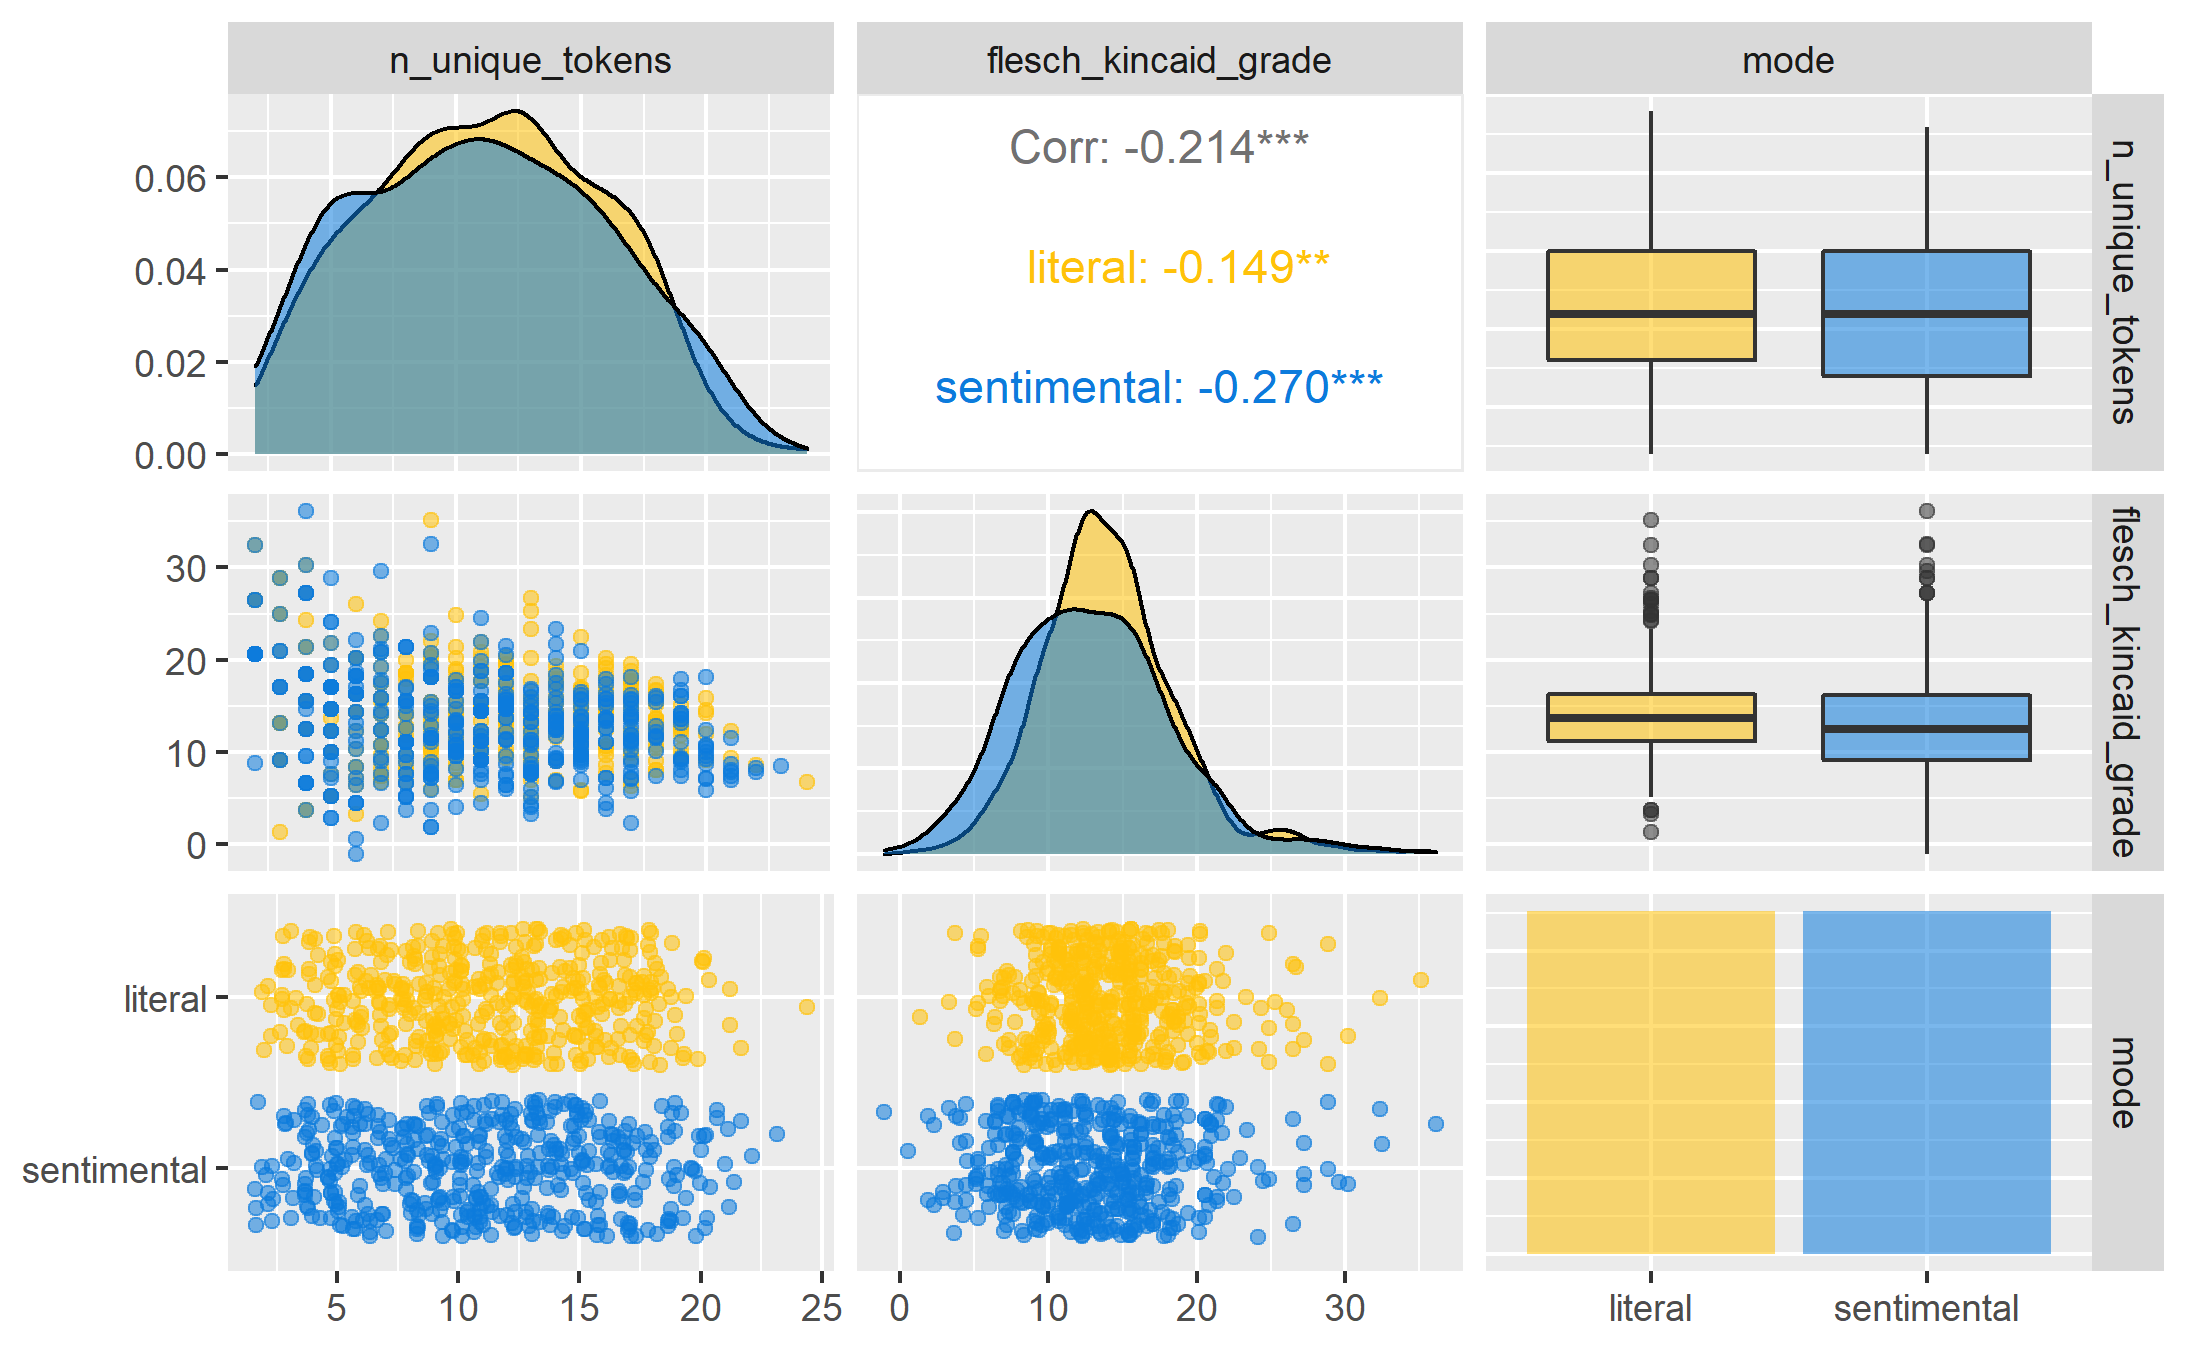 n_unique_tokens
flesch_kincaid_grade
mode
0.06
0.04
0.02
0.00
Corr: -0.214***
literal: -0.149**
sentimental: -0.270***
n_unique_tokens
30
20
10
0
flesch_kincaid_grade
literal
sentimental
mode
5
10
15
20
25
0
10
20
30
literal
sentimental